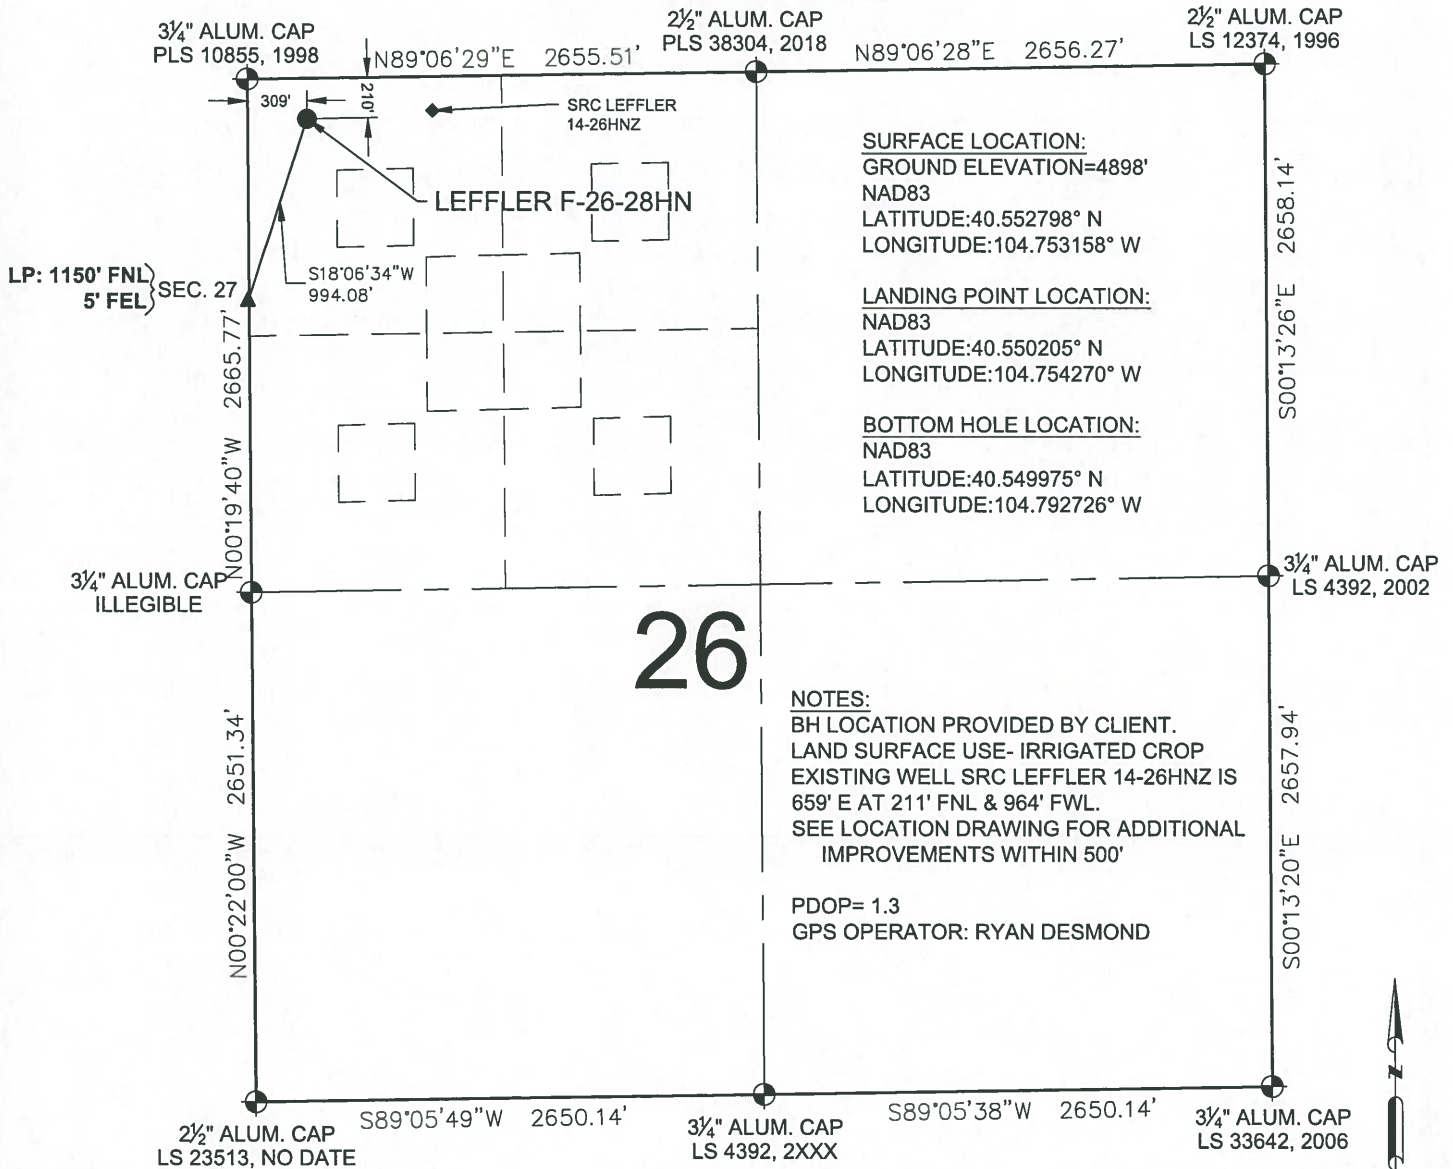 3¼" ALUM. CAP
PLS 10855, 1998
2½" ALUM. CAP
PLS 38304, 2018
2½" ALUM. CAP
LS 12374, 1996
N89°06'29"E 2655.51'
N89°06'28"E 2656.27'
309'
210'
SRC LEFFLER
14-26HNZ
LEFFLER F-26-28HN
LP: 1150' FNL
5' FEL
SEC. 27
S18°06'34"W
994.08'
SURFACE LOCATION:
GROUND ELEVATION=4898'
NAD83
LATITUDE:40.552798° N
LONGITUDE:104.753158° W
LANDING POINT LOCATION:
NAD83
LATITUDE:40.550205° N
LONGITUDE:104.754270° W
BOTTOM HOLE LOCATION:
NAD83
LATITUDE:40.549975° N
LONGITUDE:104.792726° W
N00°19'40"W 2665.77'
S00°13'26"E 2658.14'
3¼" ALUM. CAP
ILLEGIBLE
3¼" ALUM. CAP
LS 4392, 2002
26
NOTES:
BH LOCATION PROVIDED BY CLIENT.
LAND SURFACE USE- IRRIGATED CROP
EXISTING WELL SRC LEFFLER 14-26HNZ IS
659' E AT 211' FNL & 964' FWL.
SEE LOCATION DRAWING FOR ADDITIONAL
IMPROVEMENTS WITHIN 500'
PDOP= 1.3
GPS OPERATOR: RYAN DESMOND
N00°22'00"W 2651.34'
S00°13'20"E 2657.94'
N
S89°05'49"W 2650.14'
S89°05'38"W 2650.14'
2½" ALUM. CAP
LS 23513, NO DATE
3¼" ALUM. CAP
LS 4392, 2XXX
3¼" ALUM. CAP
LS 33642, 2006